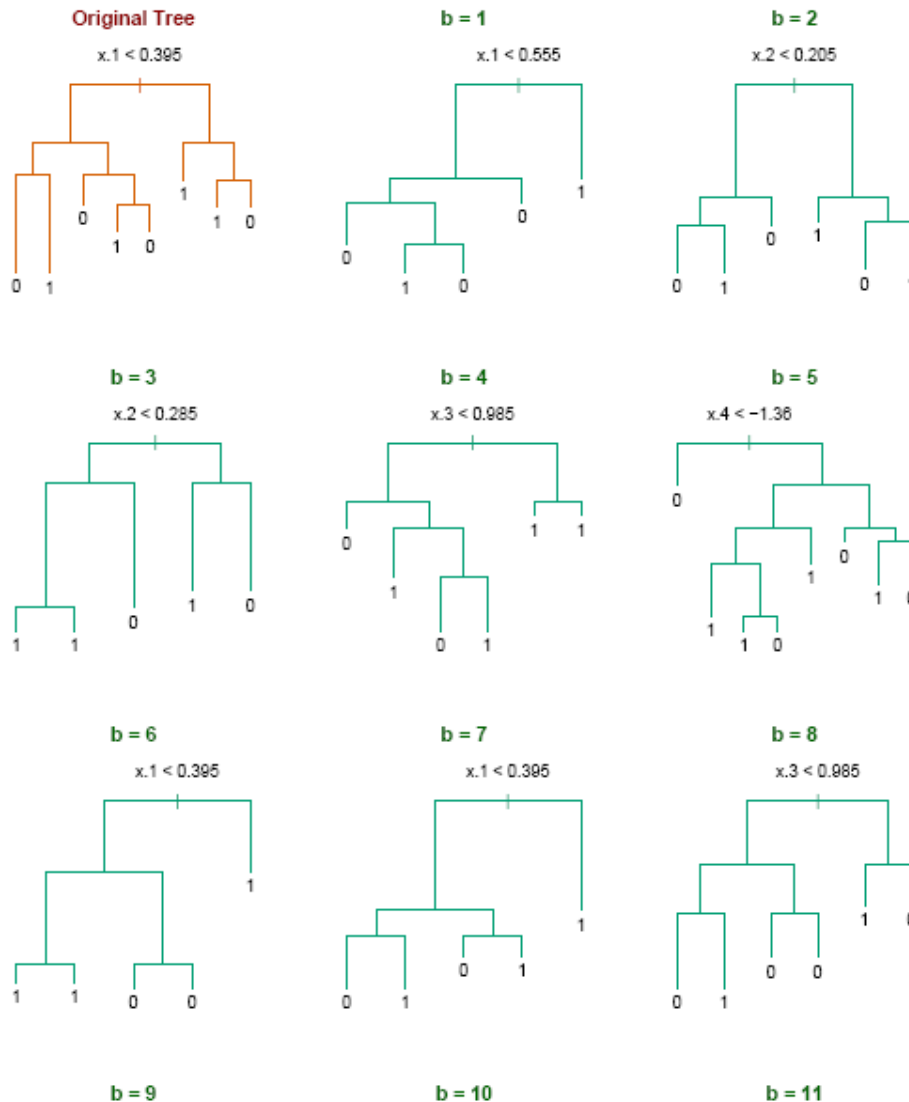 Original Tree b = 1 b = 2
x.1 < 0.395 x.1 < 0.555 x.2 < 0.205
1 1
0 0
1 0 0 0 1
1 0 0
0 1 1 0 0 1 0
b = 3 b = 4 b = 5
x.2 < 0.285 x.3 < 0.985 x.4 < −1.36
0
1 1
0 0
1
1 0 1 1 0
0 1
1 1 0 1 1 0
b = 6 b = 7 b = 8
x.1 < 0.395 x.1 < 0.395 x.3 < 0.985
1
1 1
0 1 0 0
1 1 0 0 0 1 0 1
b = 9 b = 10 b = 11